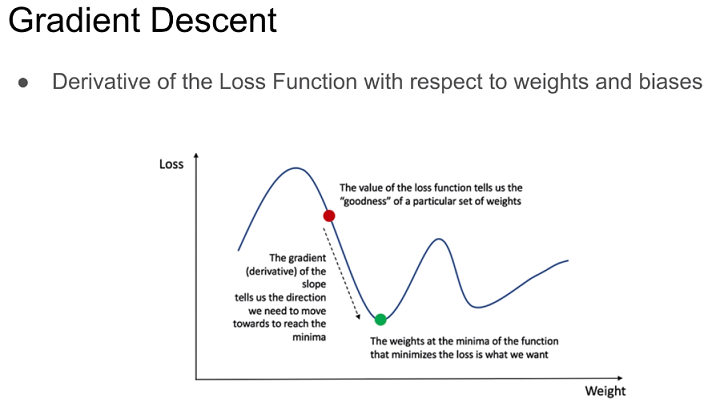 Gradient Descent
● Derivative of the Loss Function with respect to weights and biases
Loss
The value of the loss function tells us the
"goodness" of a particular set of weights
The gradient
(derivative) of the
slope
tells us the direction
we need to move
towards to reach the
minima
The weights at the minima of the function
that minimizes the loss is what we want
Weight